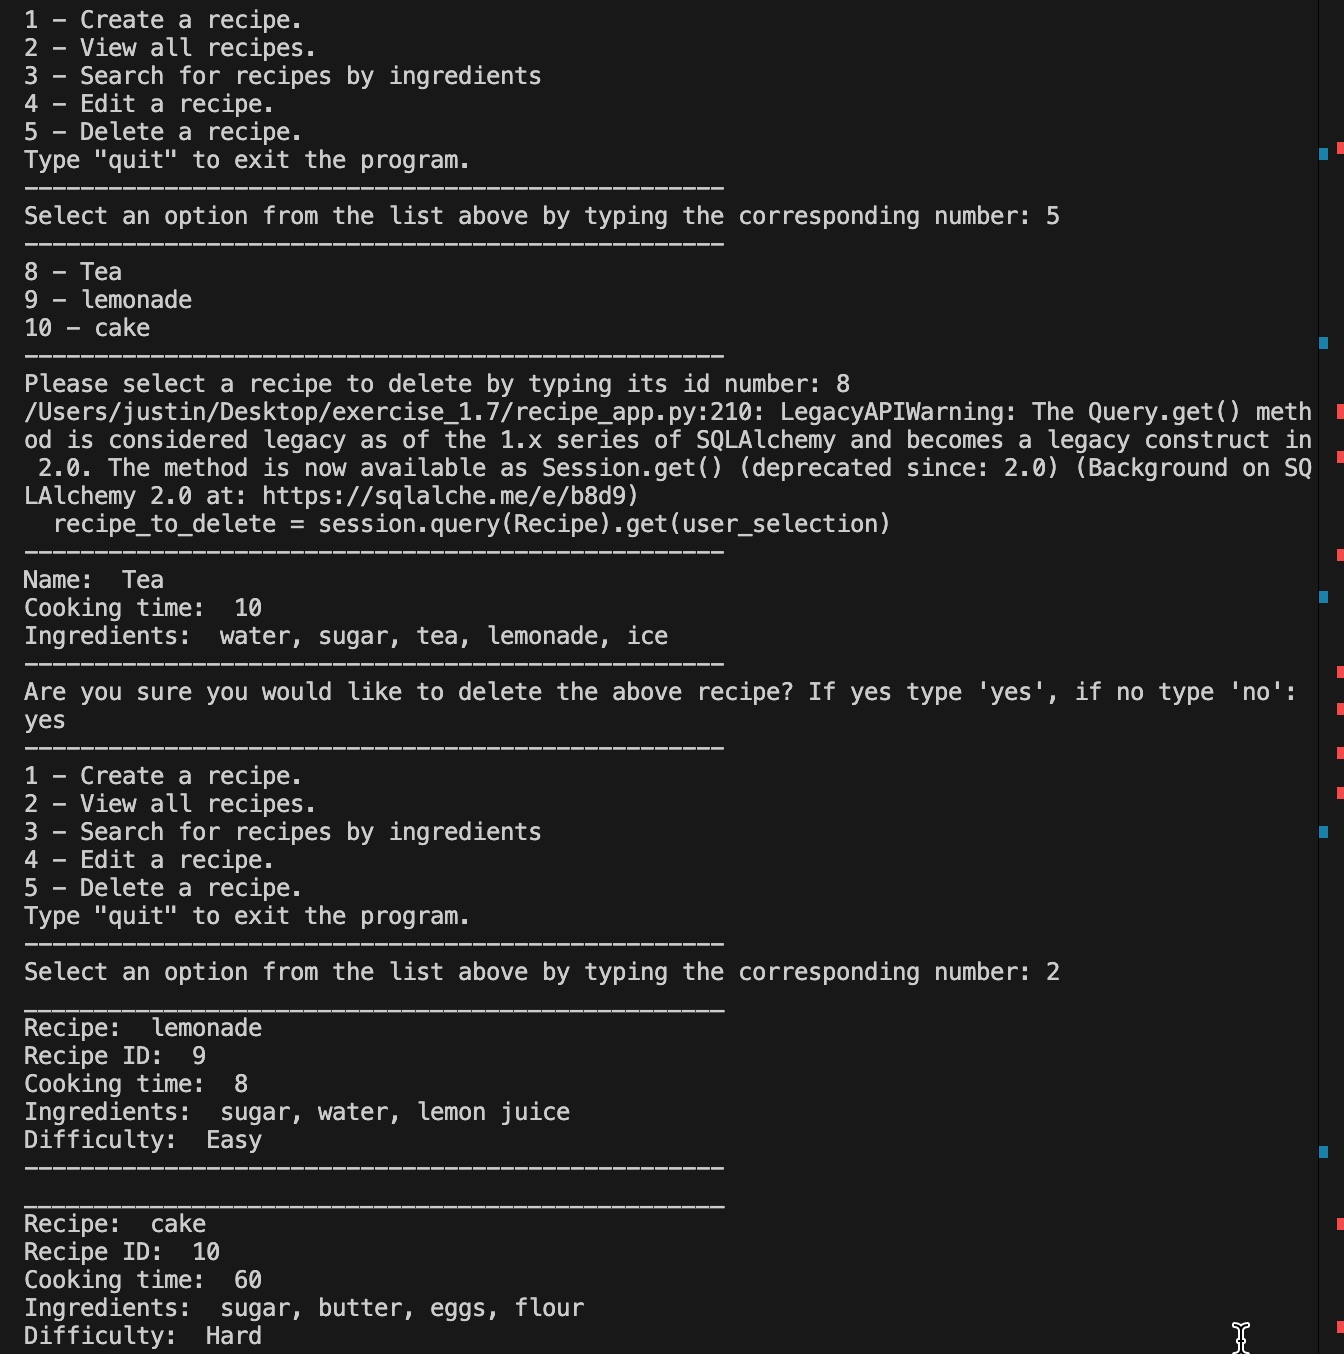 1 – Create a recipe.
2 – View all recipes.
3 – Search for recipes by ingredients
4 – Edit a recipe.
5 – Delete a recipe.
Type "quit" to exit the program.
--------------------------------------------------
Select an option from the list above by typing the corresponding number: 5
--------------------------------------------------
8 – Tea
9 – lemonade
10 – cake
--------------------------------------------------
Please select a recipe to delete by typing its id number: 8
/Users/justin/Desktop/exercise_1.7/recipe_app.py:210: LegacyAPIWarning: The Query.get() meth
od is considered legacy as of the 1.x series of SQLAlchemy and becomes a legacy construct in
 2.0. The method is now available as Session.get() (deprecated since: 2.0) (Background on SQ
LAlchemy 2.0 at: https://sqlalche.me/e/b8d9)
  recipe_to_delete = session.query(Recipe).get(user_selection)
--------------------------------------------------
Name:  Tea
Cooking time:  10
Ingredients:  water, sugar, tea, lemonade, ice
--------------------------------------------------
Are you sure you would like to delete the above recipe? If yes type 'yes', if no type 'no':
yes
--------------------------------------------------
1 – Create a recipe.
2 – View all recipes.
3 – Search for recipes by ingredients
4 – Edit a recipe.
5 – Delete a recipe.
Type "quit" to exit the program.
--------------------------------------------------
Select an option from the list above by typing the corresponding number: 2
__________________________________________________
Recipe:  lemonade
Recipe ID:  9
Cooking time:  8
Ingredients:  sugar, water, lemon juice
Difficulty:  Easy
--------------------------------------------------
__________________________________________________
Recipe:  cake
Recipe ID:  10
Cooking time:  60
Ingredients:  sugar, butter, eggs, flour
Difficulty:  Hard